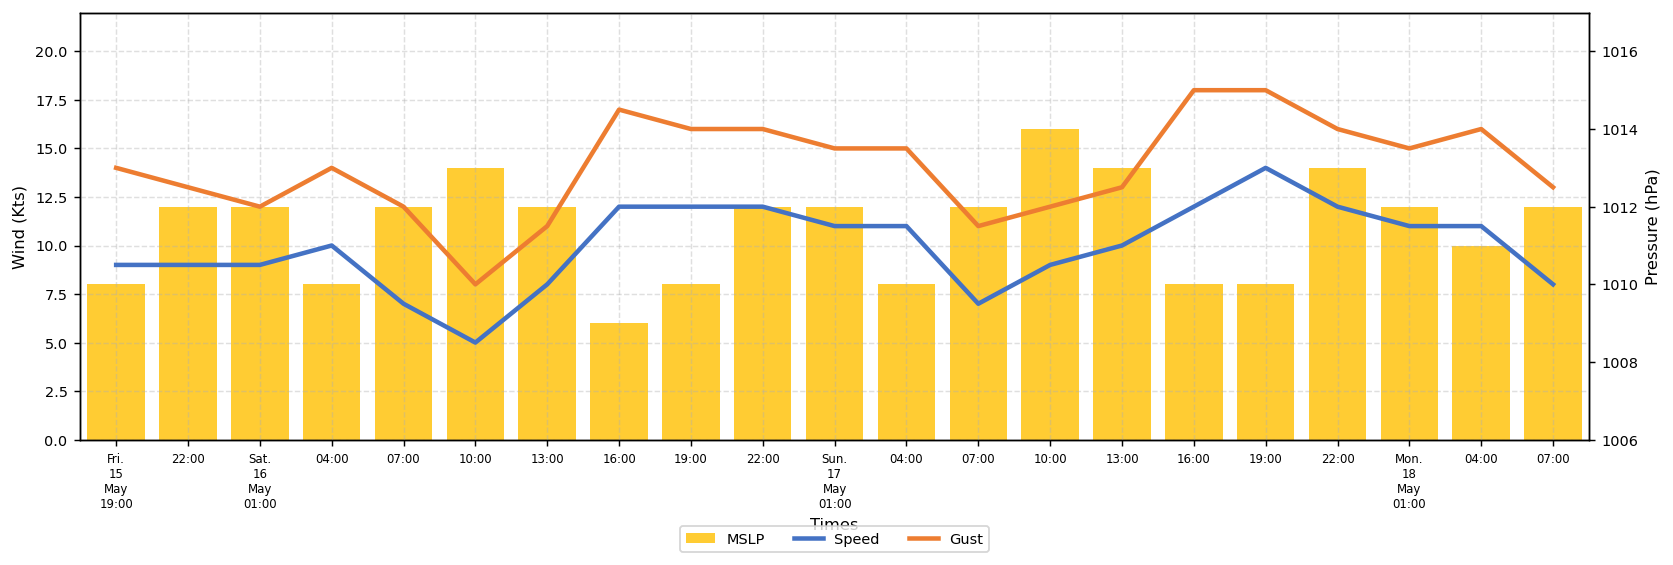 20.0
17.5
15.0
12.5
10.0
7.5
5.0
2.5
0.0
Wind (Kts)
1016
1014
1012
1010
1008
1006
Pressure (hPa)
Fri.
15
May
19:00
22:00
Sat.
16
May
01:00
04:00
07:00
10:00
13:00
16:00
19:00
22:00
Sun.
17
May
01:00
04:00
07:00
10:00
13:00
16:00
19:00
22:00
Mon.
18
May
01:00
04:00
07:00
Times
MSLP
Speed
Gust